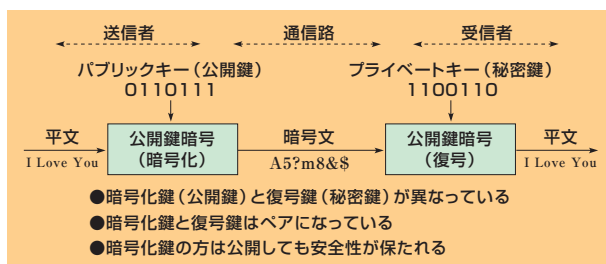 送信者 通信路 受信者
パブリックキー(公開鍵) プライベートキー(秘密鍵)
0110111 1100110
平文 公開鍵暗号 暗号文 公開鍵暗号 平文
I Love You (暗号化) A5?m8&$ (復号) I Love You
●暗号化鍵(公開鍵)と復号鍵(秘密鍵)が異なっている
●暗号化鍵と復号鍵はペアになっている
●暗号化鍵の方は公開しても安全性が保たれる